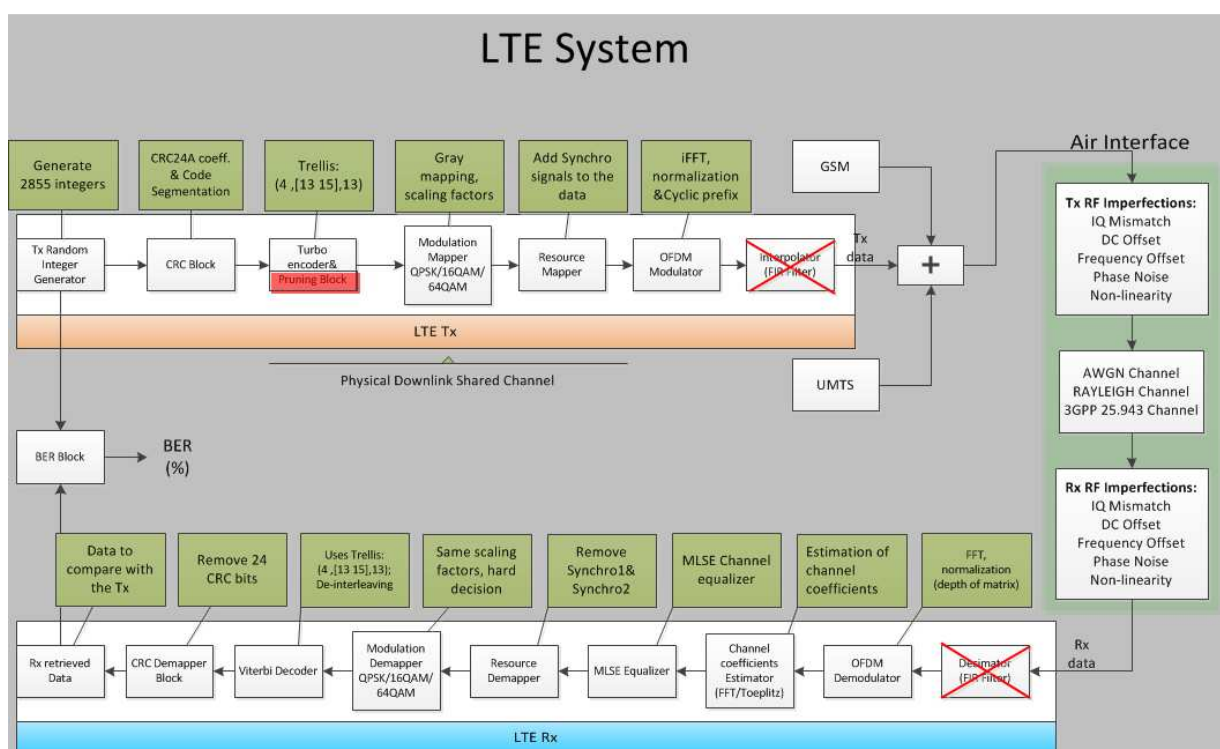 LTE System
Generate
2855 integers
CRC24A coeff.
& Code
Segmentation
Trellis:
(4 ,[13 15],13)
Gray
mapping,
scaling factors
Add Synchro
signals to the
data
iFFT,
normalization
&Cyclic prefix
GSM
Air Interface
Tx Random
Integer
Generator
CRC Block
Turbo
encoder&
Pruning Block
Modulation
Mapper
QPSK/16QAM/
64QAM
Resource
Mapper
OFDM
Modulator
Interpolator
(FIR Filter)
Tx
data
+
LTE Tx
Physical Downlink Shared Channel
UMTS
Tx RF Imperfections:
IQ Mismatch
DC Offset
Frequency Offset
Phase Noise
Non-linearity
AWGN Channel
RAYLEIGH Channel
3GPP 25.943 Channel
Rx RF Imperfections:
IQ Mismatch
DC Offset
Frequency Offset
Phase Noise
Non-linearity
BER Block
BER
(%)
Data to
compare with
the Tx
Remove 24
CRC bits
Uses Trellis:
(4 ,[13 15],13);
De-interleaving
Same scaling
factors, hard
decision
Remove
Synchro1&
Synchro2
MLSE Channel
equalizer
Estimation of
channel
coefficients
FFT,
normalization
(depth of matrix)
Rx retrieved
Data
CRC Demapper
Block
Viterbi Decoder
Modulation
Demapper
QPSK/16QAM/
64QAM
Resource
Demapper
MLSE Equalizer
Channel
coefficients
Estimator
(FFT/Toeplitz)
OFDM
Demodulator
Decimator
(FIR Filter)
Rx
data
LTE Rx